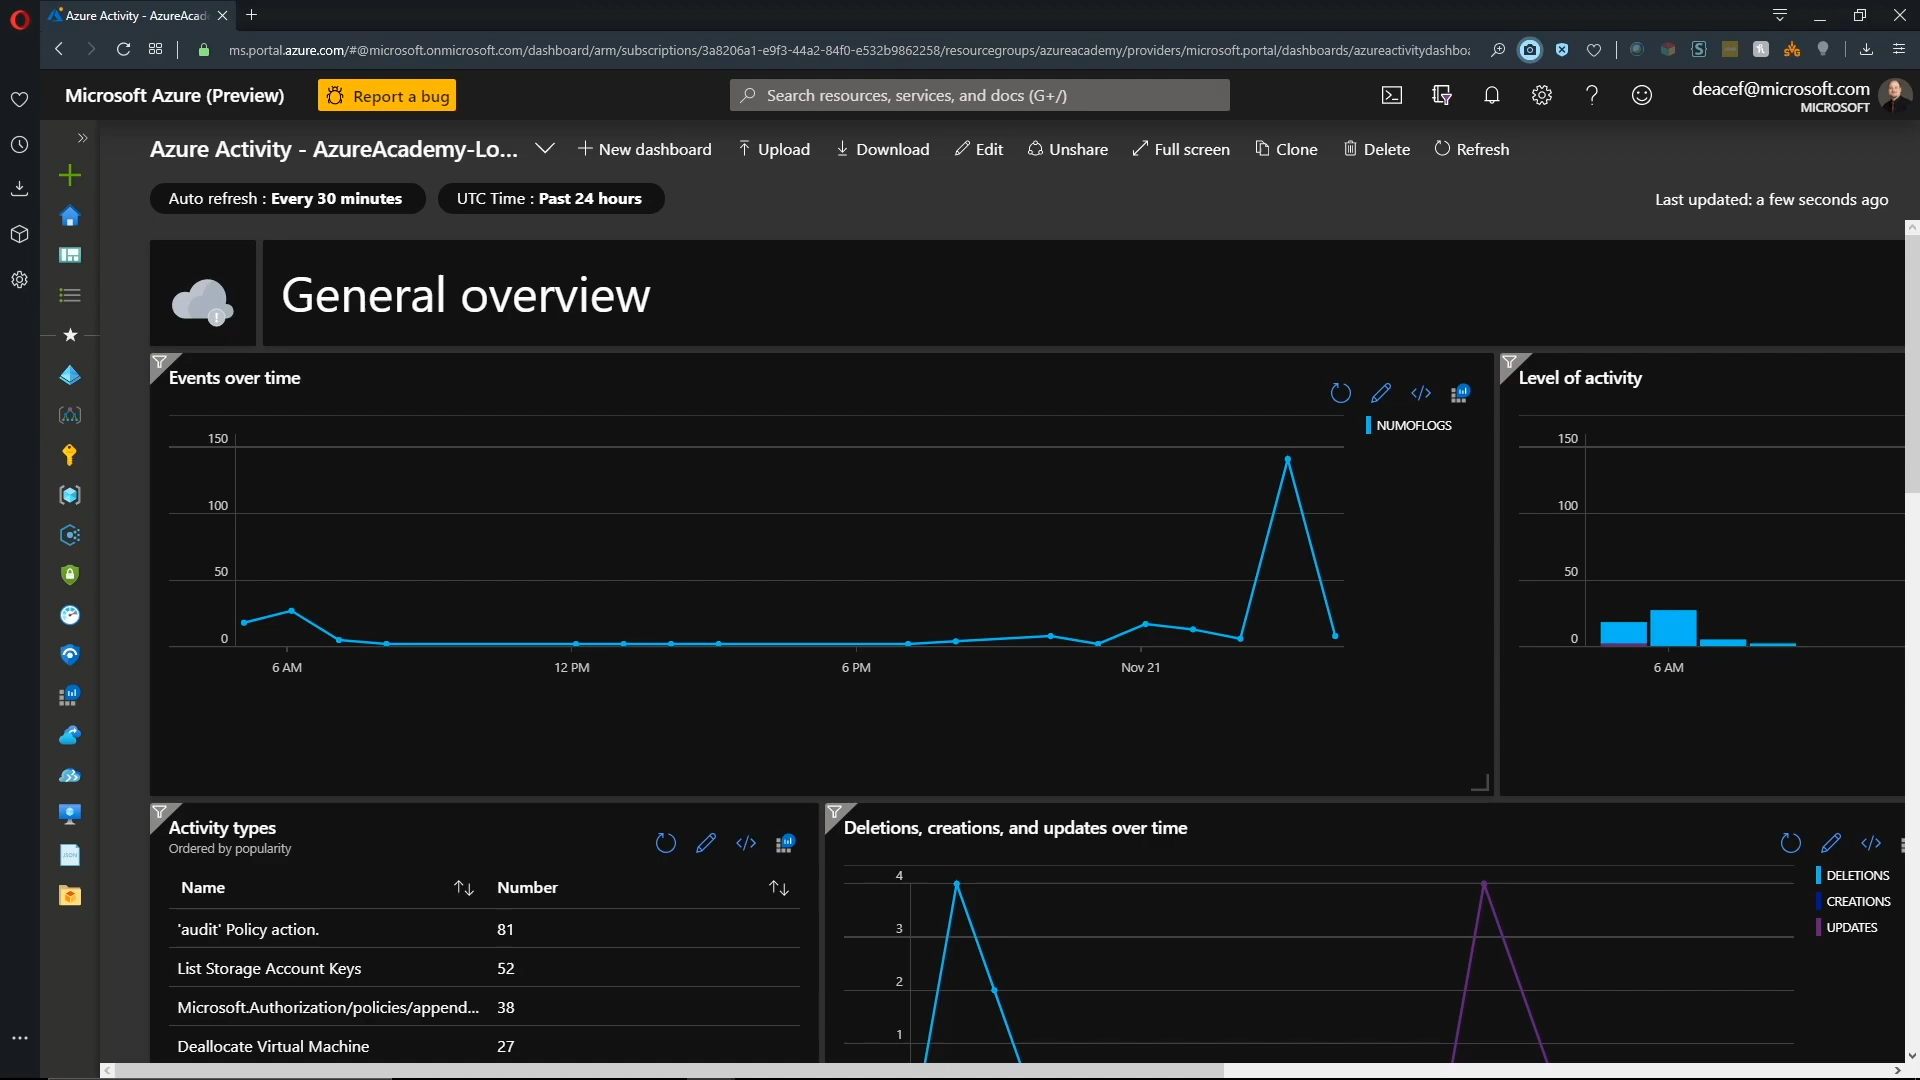 Azure Activity - AzureAcad
ms.portal.azure.com/#@microsoft.onmicrosoft.com/dashboard/arm/subscriptions/3a8206a1-e9f3-44a2-84f0-e532b9862258/resourcegroups/azureacademy/providers/microsoft.portal/dashboards/azureactivitydashbo
Microsoft Azure (Preview)
Report a bug
Search resources, services, and docs (G+/)
deacef@microsoft.com
MICROSOFT
Azure Activity - AzureAcademy-Lo...
New dashboard
Upload
Download
Edit
Unshare
Full screen
Clone
Delete
Refresh
Auto refresh : Every 30 minutes
UTC Time : Past 24 hours
Last updated: a few seconds ago
General overview
Events over time
NUMOFLOGS
150
100
50
0
6 AM
12 PM
6 PM
Nov 21
Level of activity
150
100
50
0
6 AM
Activity types
Ordered by popularity
Name
Number
'audit' Policy action.
81
List Storage Account Keys
52
Microsoft.Authorization/policies/append...
38
Deallocate Virtual Machine
27
Deletions, creations, and updates over time
4
3
2
1
DELETIONS
CREATIONS
UPDATES